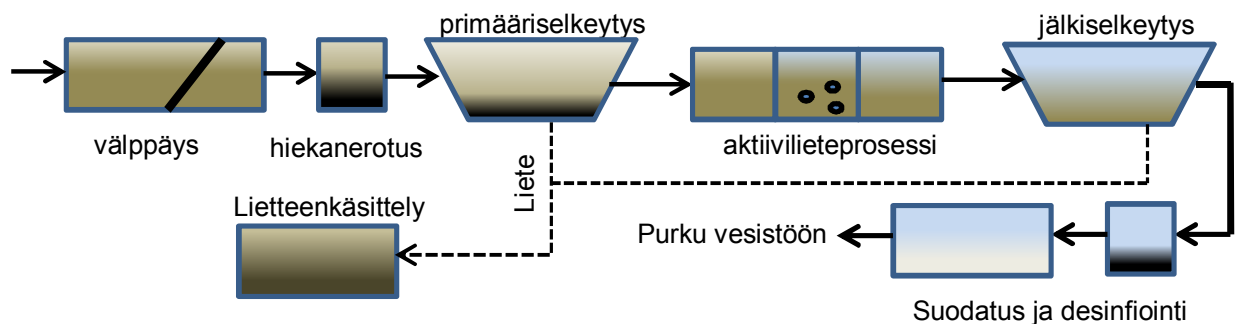 primääriselkeytys
jälkiselkeytys
välppäys
hiekanerotus
aktiivilieteprosessi
Liete
Lietteenkäsittely
Purku vesistöön
Suodatus ja desinfiointi